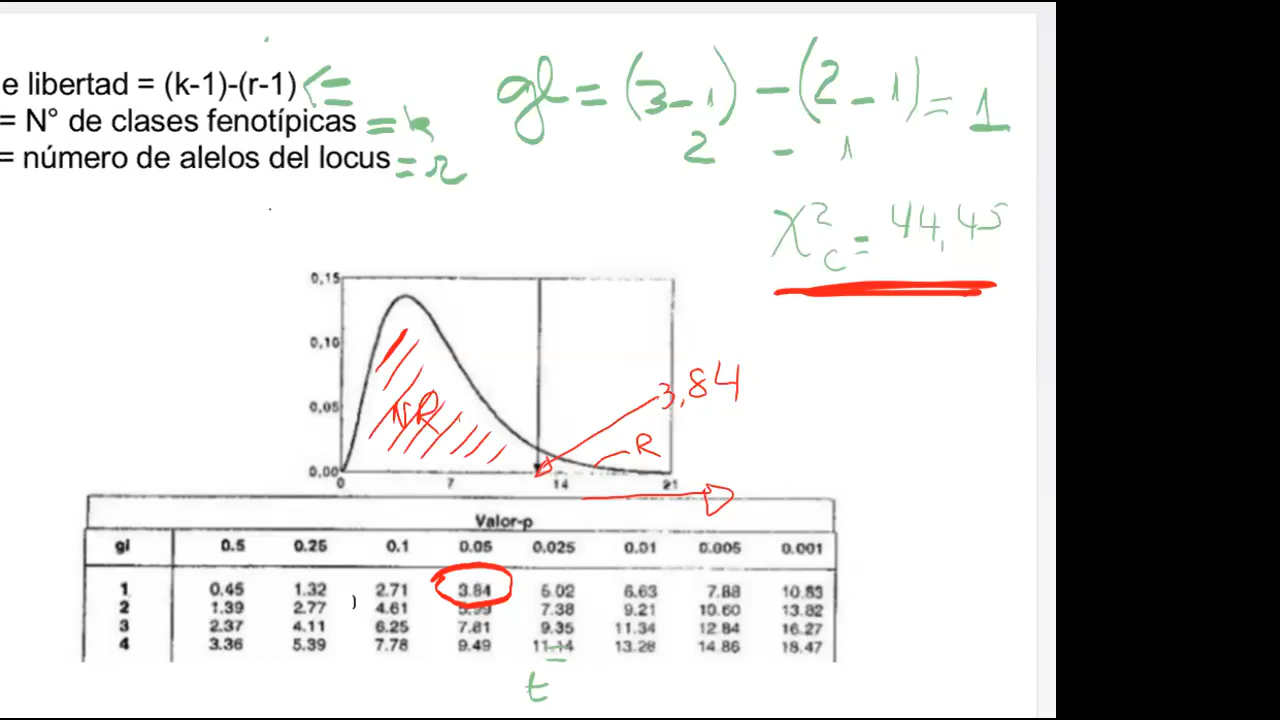 e libertad = (k-1)-(r-1) <=
= N° de clases fenotípicas = k
= número de alelos del locus = r
gl = (3-1) - (2-1) = 1
2 - 1
χ²c = 44,45
0,15
0,10
0,05
0,00
0 7 14 21
NR
3,84
R
Valor-p
gl 0.5 0.25 0.1 0.05 0.025 0.01 0.005 0.001
1 0.45 1.32 2.71 3.84 5.02 6.63 7.88 10.83
2 1.39 2.77 4.61 5.99 7.38 9.21 10.60 13.82
3 2.37 4.11 6.25 7.81 9.35 11.34 12.84 16.27
4 3.36 5.39 7.78 9.49 11.14 13.28 14.86 18.47
t